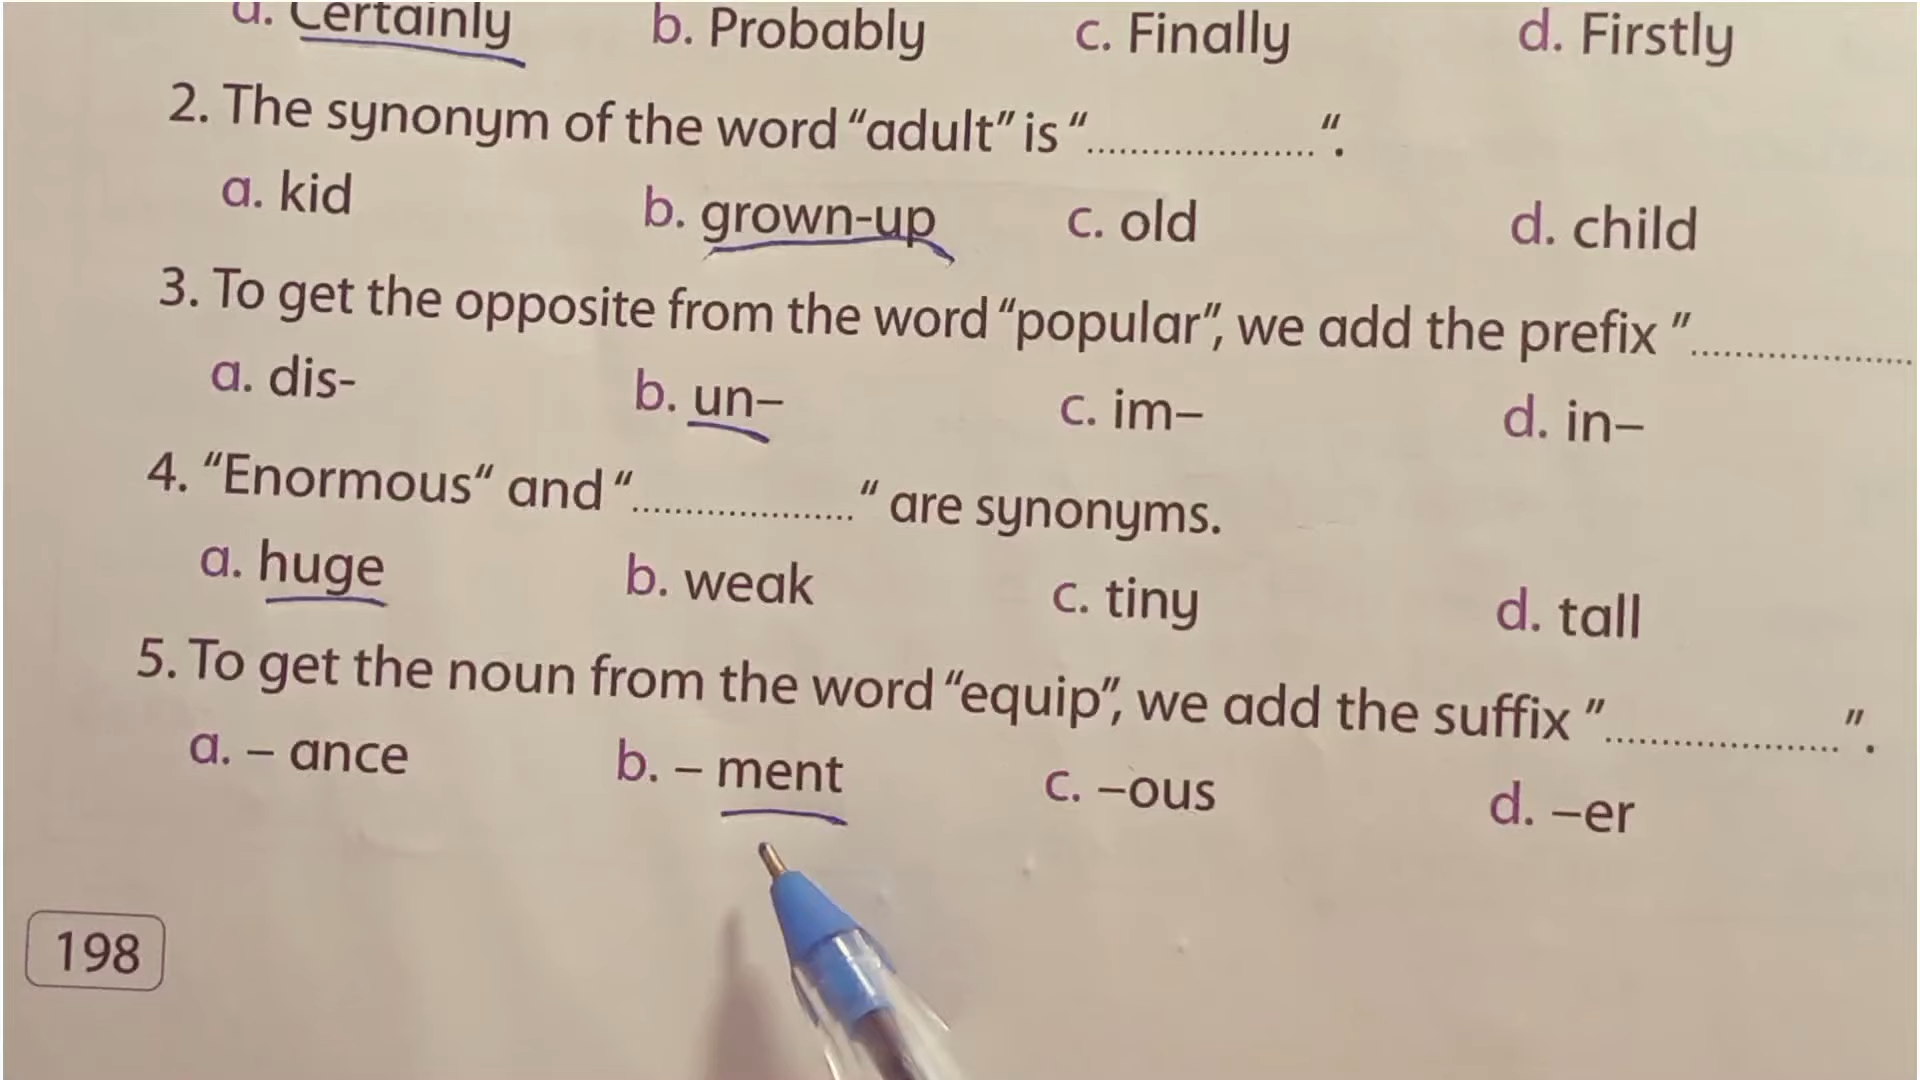 a. Certainly b. Probably c. Finally d. Firstly
2. The synonym of the word “adult” is “.....................“.
a. kid b. grown-up c. old d. child
3. To get the opposite from the word “popular”, we add the prefix ”.....................
a. dis- b. un– c. im– d. in–
4. “Enormous“ and “.....................“ are synonyms.
a. huge b. weak c. tiny d. tall
5. To get the noun from the word “equip”, we add the suffix ”.....................”.
a. – ance b. – ment c. –ous d. –er
198